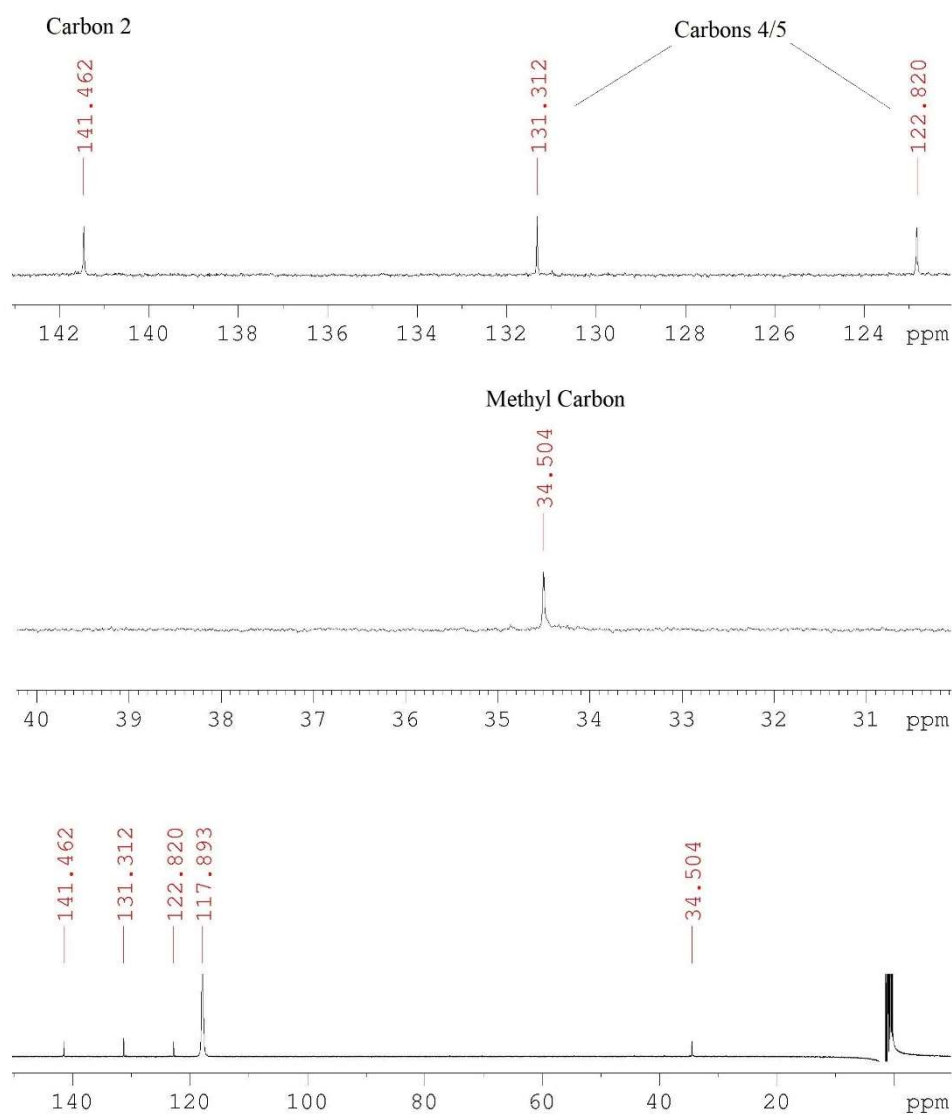 Carbon 2
Carbons 4/5
141.462
131.312
122.820
142 140 138 136 134 132 130 128 126 124 ppm
Methyl Carbon
34.504
40 39 38 37 36 35 34 33 32 31 ppm
141.462
131.312
122.820
117.893
34.504
140 120 100 80 60 40 20 ppm